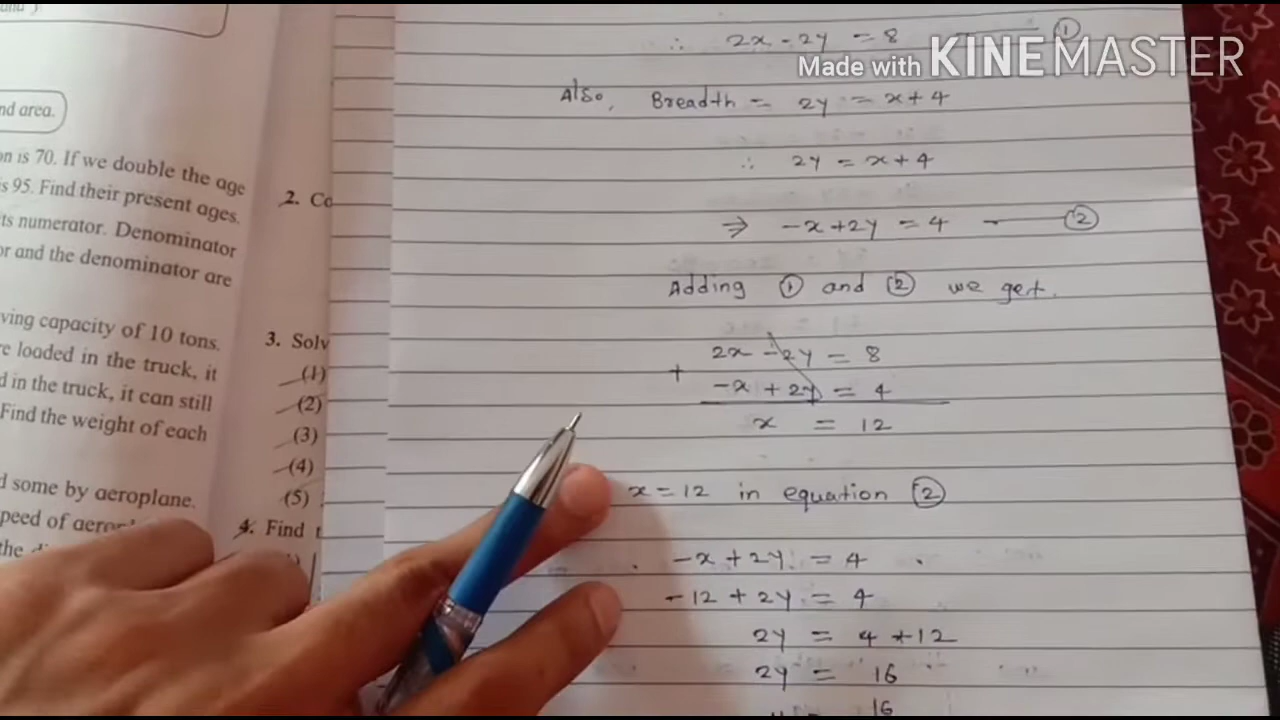 ∴ 2x - 2y = 8 — ①
Made with KINEMASTER
Also, Breadth = 2y = x + 4
∴ 2y = x + 4
⇒ -x + 2y = 4 — ②
Adding ① and ② we get.
2x - 2y = 8
+ -x + 2y = 4
x = 12
x = 12 in equation ②
-x + 2y = 4
-12 + 2y = 4
2y = 4 + 12
2y = 16
16
nd area.
on is 70. If we double the age
is 95. Find their present ages.
ts numerator. Denominator
or and the denominator are
ving capacity of 10 tons.
re loaded in the truck, it
d in the truck, it can still
Find the weight of each
d some by aeroplane.
peed of
the
2. Co
3. Solv
(1)
(2)
(3)
(4)
(5)
4. Find